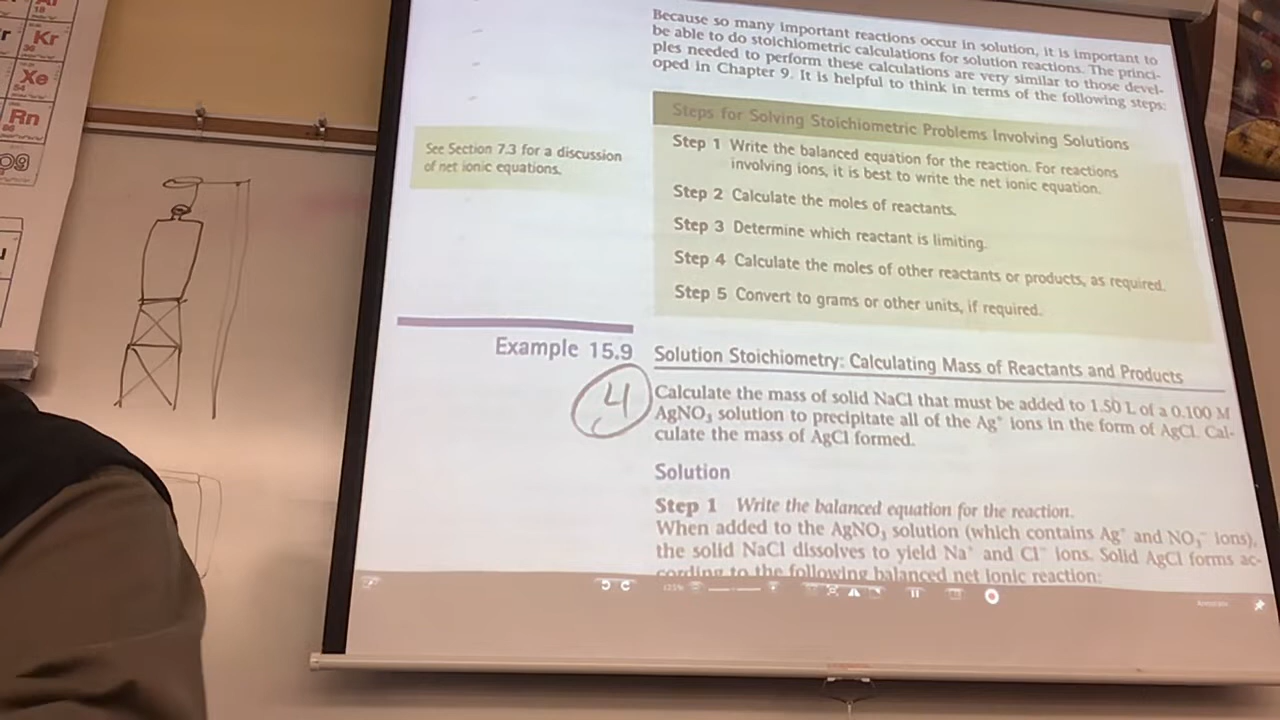 18
Kr
36
Xe
54
Rn
86
og
Because so many important reactions occur in solution, it is important to
be able to do stoichiometric calculations for solution reactions. The princi-
ples needed to perform these calculations are very similar to those devel-
oped in Chapter 9. It is helpful to think in terms of the following steps:
See Section 7.3 for a discussion
of net ionic equations.
Steps for Solving Stoichiometric Problems Involving Solutions
Step 1 Write the balanced equation for the reaction. For reactions
involving ions, it is best to write the net ionic equation.
Step 2 Calculate the moles of reactants.
Step 3 Determine which reactant is limiting.
Step 4 Calculate the moles of other reactants or products, as required.
Step 5 Convert to grams or other units, if required.
Example 15.9 Solution Stoichiometry: Calculating Mass of Reactants and Products
4
Calculate the mass of solid NaCl that must be added to 1.50 L of a 0.100 M
AgNO₃ solution to precipitate all of the Ag⁺ ions in the form of AgCl. Cal-
culate the mass of AgCl formed.
Solution
Step 1 Write the balanced equation for the reaction.
When added to the AgNO₃ solution (which contains Ag⁺ and NO₃⁻ ions),
the solid NaCl dissolves to yield Na⁺ and Cl⁻ ions. Solid AgCl forms ac-
cording to the following balanced net ionic reaction: